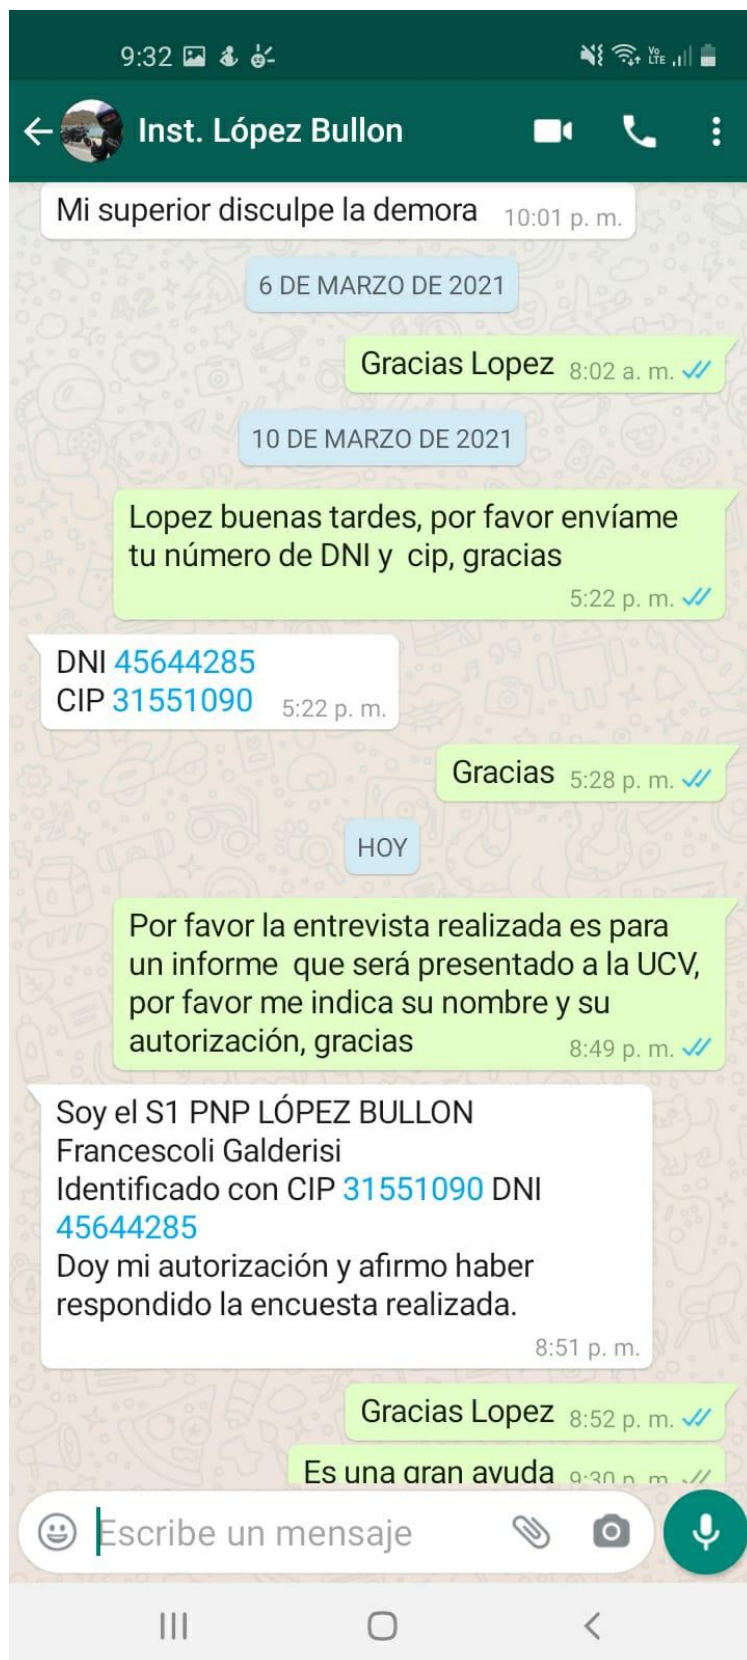 9:32
Vo LTE
Inst. López Bullon
Mi superior disculpe la demora 10:01 p. m.
6 DE MARZO DE 2021
Gracias Lopez 8:02 a. m.
10 DE MARZO DE 2021
Lopez buenas tardes, por favor envíame
tu número de DNI y cip, gracias
5:22 p. m.
DNI 45644285
CIP 31551090 5:22 p. m.
Gracias 5:28 p. m.
HOY
Por favor la entrevista realizada es para
un informe que será presentado a la UCV,
por favor me indica su nombre y su
autorización, gracias 8:49 p. m.
Soy el S1 PNP LÓPEZ BULLON
Francescoli Galderisi
Identificado con CIP 31551090 DNI
45644285
Doy mi autorización y afirmo haber
respondido la encuesta realizada.
8:51 p. m.
Gracias Lopez 8:52 p. m.
Es una gran ayuda 9:30 p. m.
Escribe un mensaje